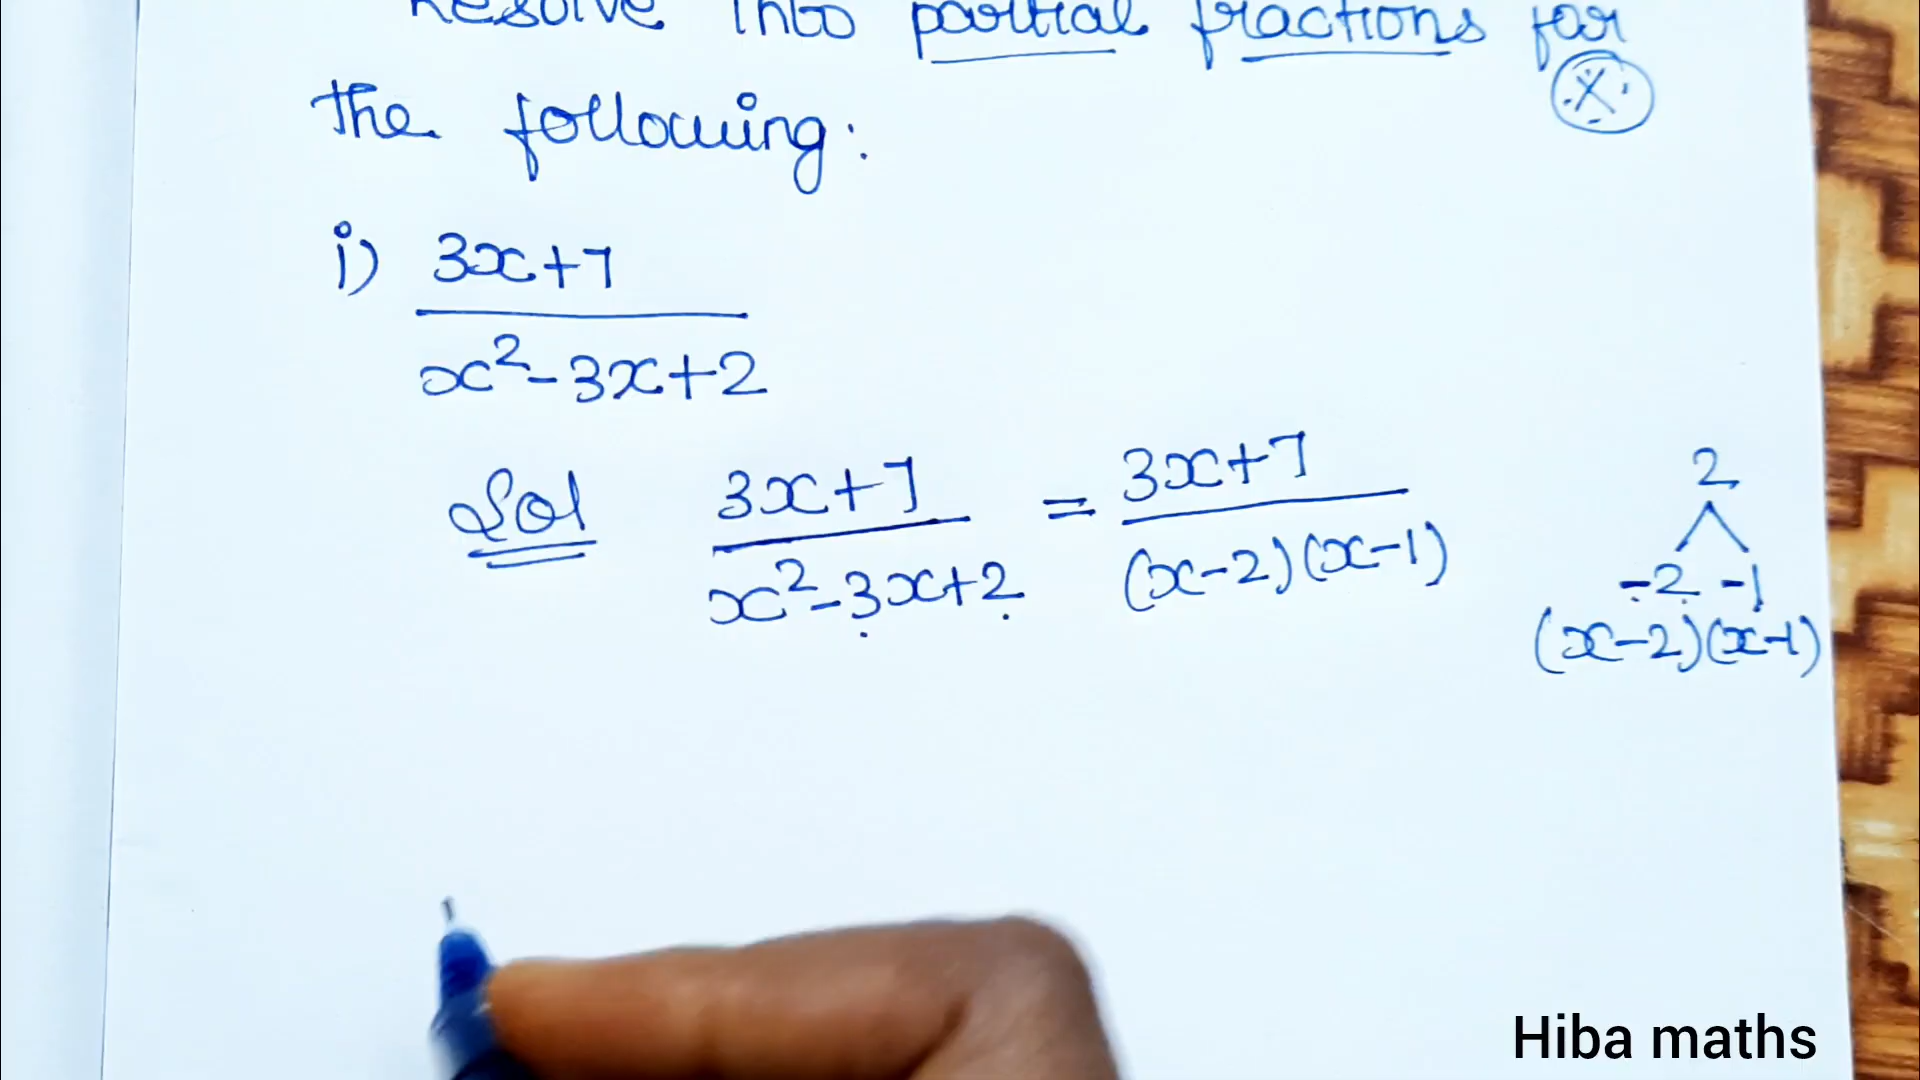 Resolve into partial fractions for
the following:
X
i) 3x+7
x²-3x+2
Sol 3x+7 = 3x+7
x²-3x+2 (x-2)(x-1)
2
-2 -1
(x-2)(x-1)
Hiba maths